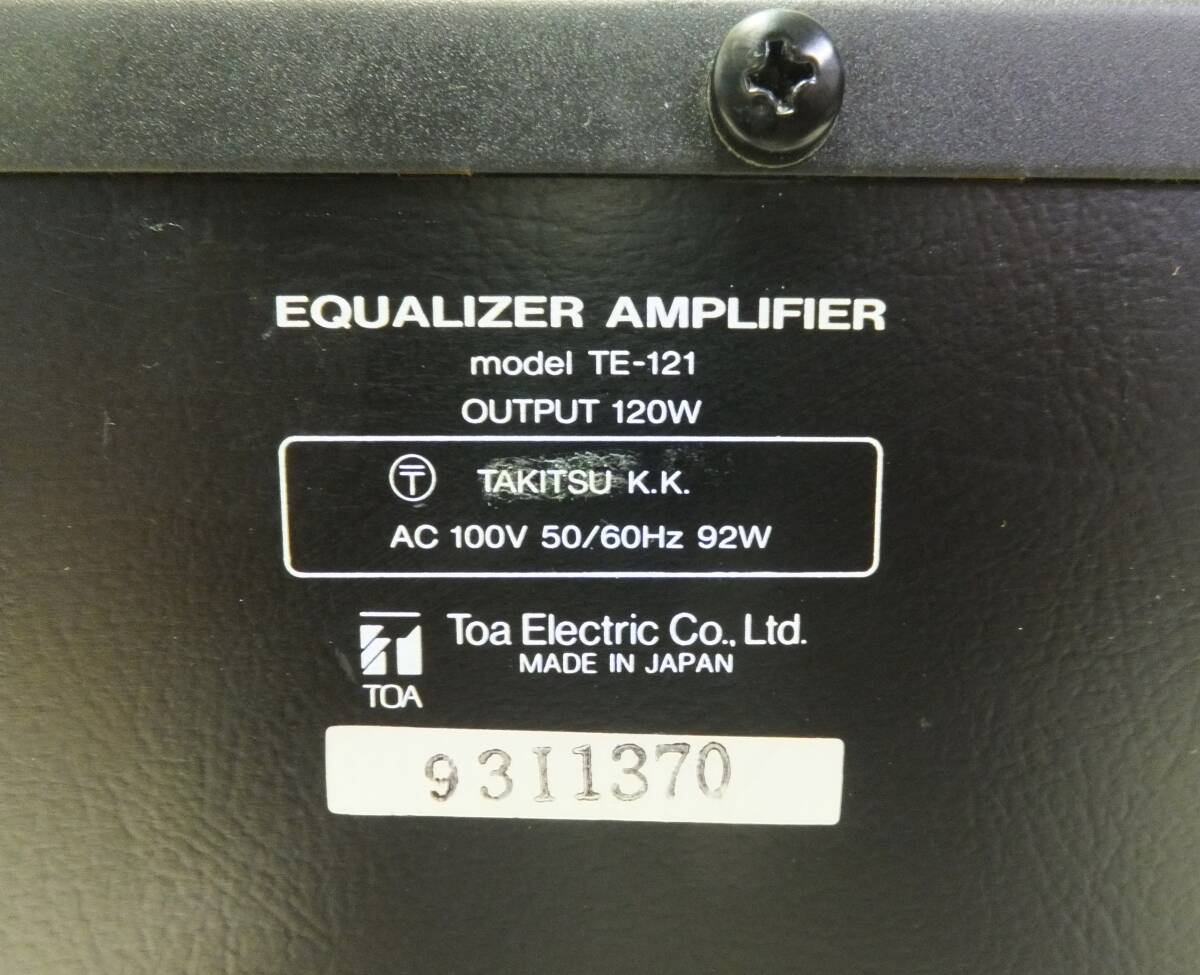 EQUALIZER AMPLIFIER
model TE-121
OUTPUT 120W
〒 TAKITSU K.K.
AC 100V 50/60Hz 92W
Toa Electric Co., Ltd.
MADE IN JAPAN
TOA
93I1370